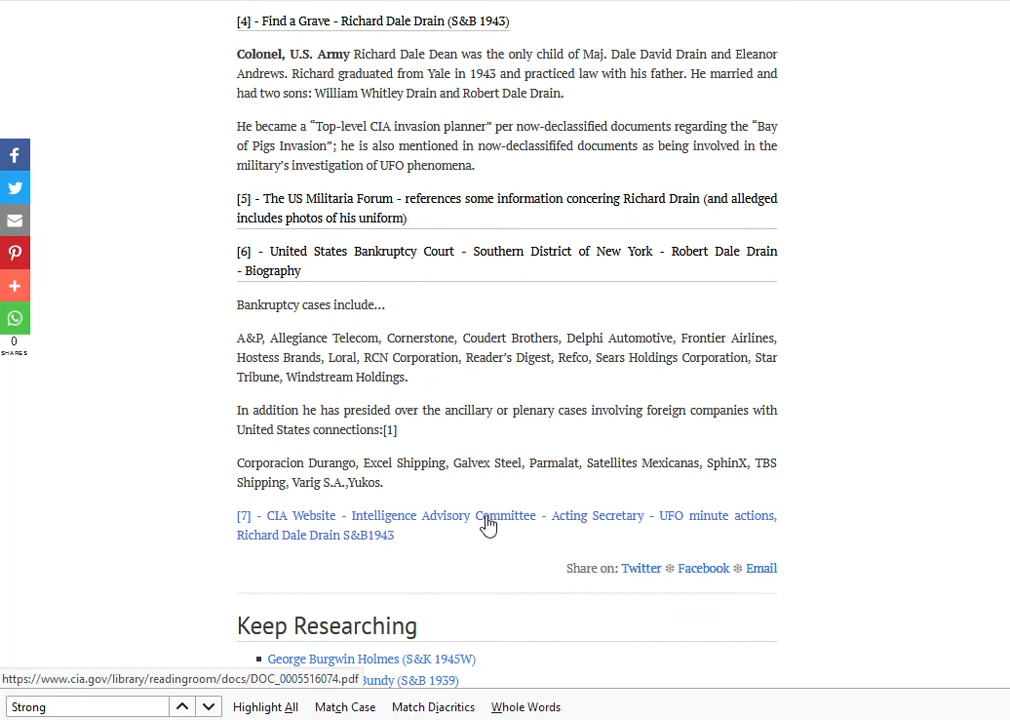 [4] - Find a Grave - Richard Dale Drain (S&B 1943)
Colonel, U.S. Army Richard Dale Dean was the only child of Maj. Dale David Drain and Eleanor
Andrews. Richard graduated from Yale in 1943 and practiced law with his father. He married and
had two sons: William Whitley Drain and Robert Dale Drain.
He became a “Top-level CIA invasion planner” per now-declassified documents regarding the “Bay
of Pigs Invasion”; he is also mentioned in now-declassififed documents as being involved in the
military’s investigation of UFO phenomena.
[5] - The US Militaria Forum - references some information concering Richard Drain (and alledged
includes photos of his uniform)
[6] - United States Bankruptcy Court - Southern District of New York - Robert Dale Drain
- Biography
0
SHARES
Bankruptcy cases include…
A&P, Allegiance Telecom, Cornerstone, Coudert Brothers, Delphi Automotive, Frontier Airlines,
Hostess Brands, Loral, RCN Corporation, Reader’s Digest, Refco, Sears Holdings Corporation, Star
Tribune, Windstream Holdings.
In addition he has presided over the ancillary or plenary cases involving foreign companies with
United States connections:[1]
Corporacion Durango, Excel Shipping, Galvex Steel, Parmalat, Satellites Mexicanas, SphinX, TBS
Shipping, Varig S.A.,Yukos.
[7] - CIA Website - Intelligence Advisory Committee - Acting Secretary - UFO minute actions,
Richard Dale Drain S&B1943
Share on: Twitter ❄ Facebook ❄ Email
Keep Researching
George Burgwin Holmes (S&K 1945W)
https://www.cia.gov/library/readingroom/docs/DOC_0005516074.pdf Bundy (S&B 1939)
Strong Highlight All Match Case Match Diacritics Whole Words